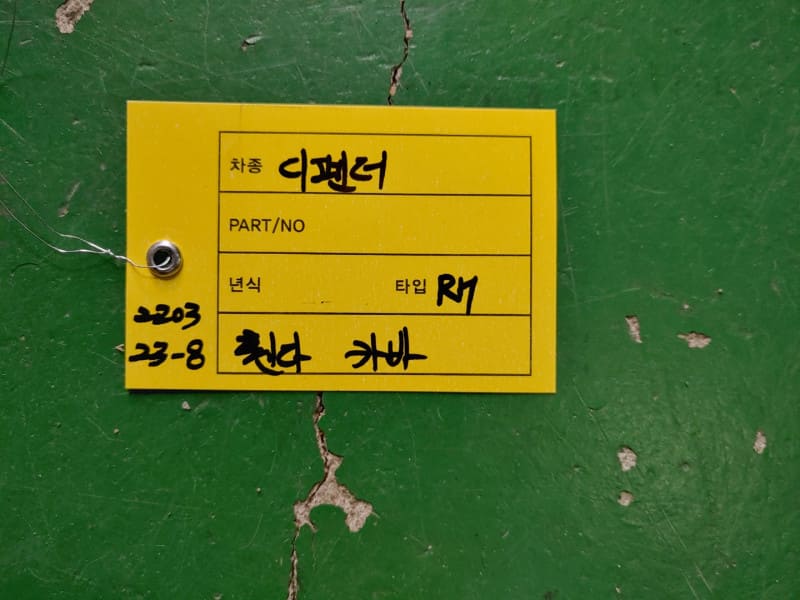 차종 디펜더
PART/NO
년식 타입 RH
2203
23-8
휀다 카바